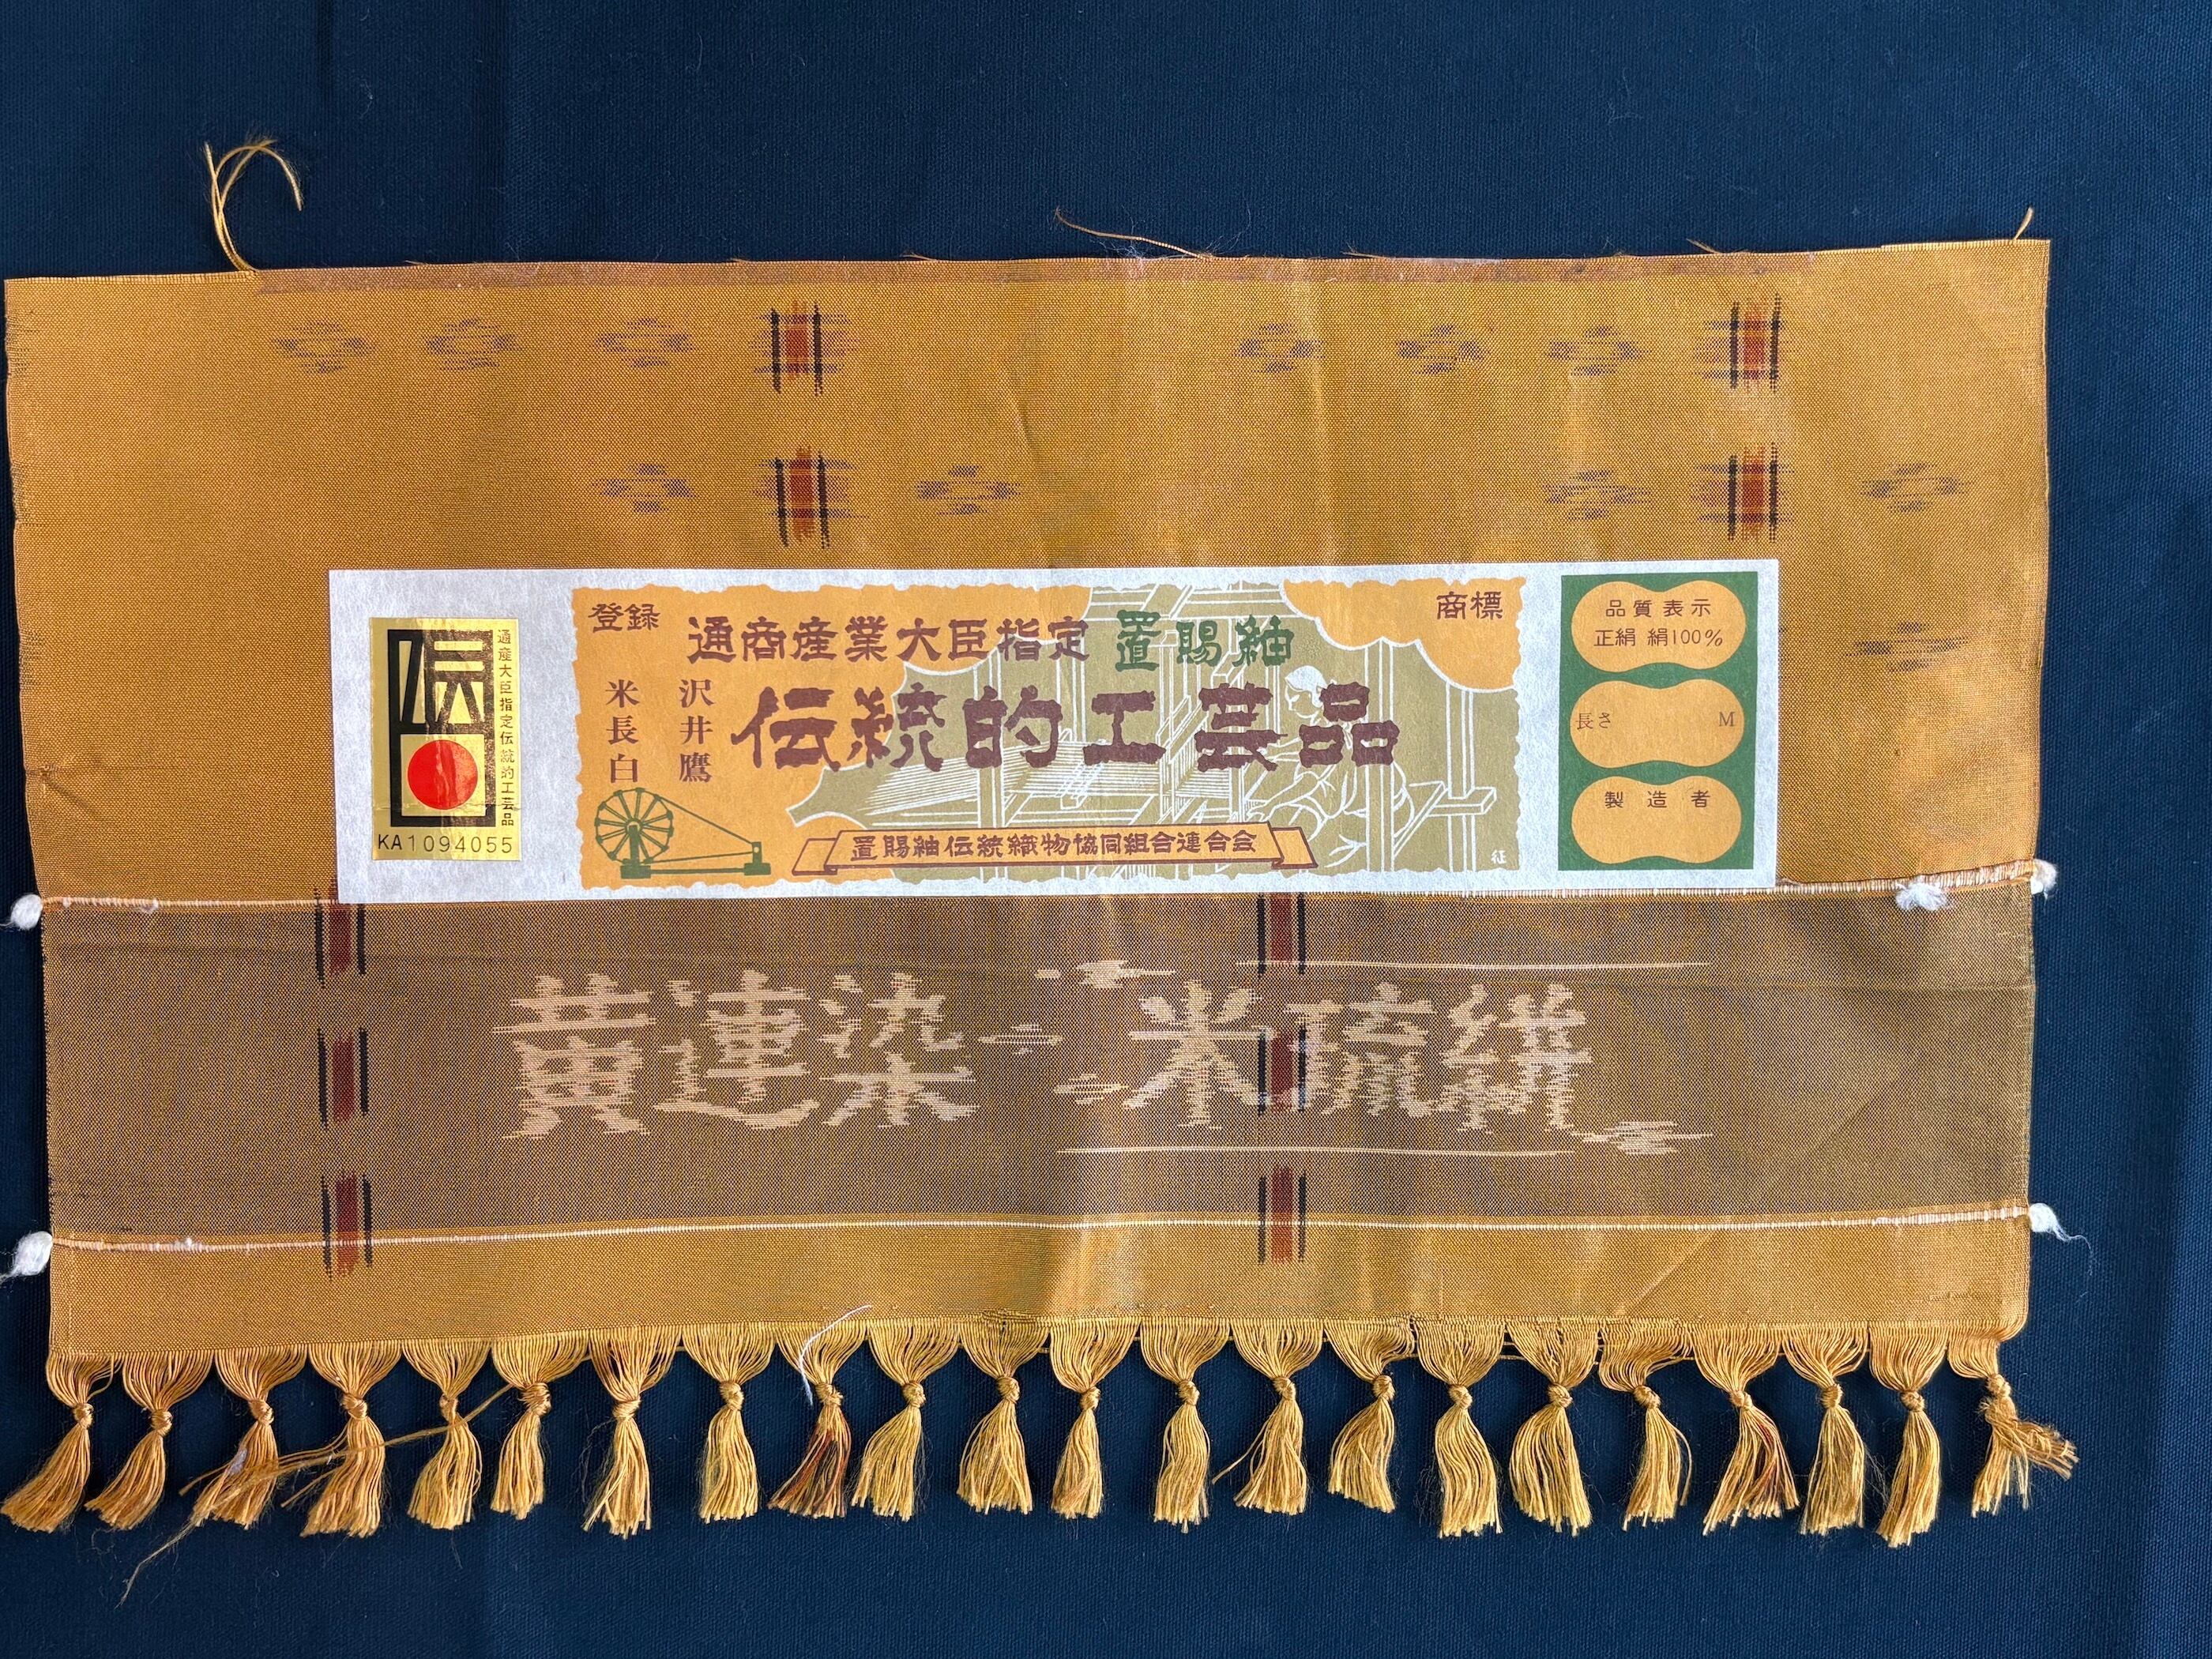 通産大臣指定伝統的工芸品
伝
KA1094055
登録
商標
通商産業大臣指定 置賜紬
米沢
長井
白鷹
伝統的工芸品
置賜紬伝統織物協同組合連合会
征
品質表示
正絹 絹100%
長さ M
製造者
黄連染 米琉絣